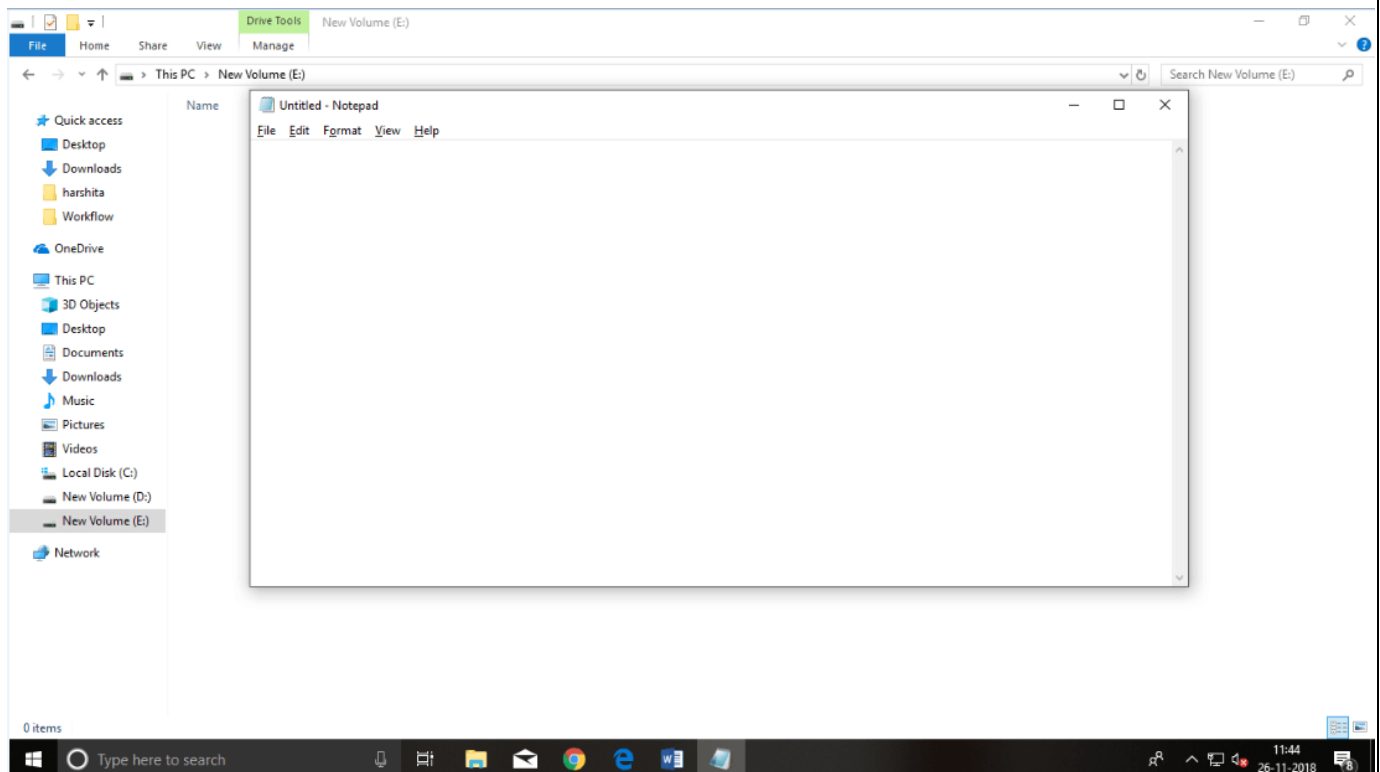 Drive Tools New Volume (E:)
File Home Share View Manage
This PC > New Volume (E:) Search New Volume (E:)
Name
Quick access
Desktop
Downloads
harshita
Workflow
OneDrive
This PC
3D Objects
Desktop
Documents
Downloads
Music
Pictures
Videos
Local Disk (C:)
New Volume (D:)
New Volume (E:)
Network
Untitled - Notepad
File Edit Format View Help
0 items
Type here to search
11:44
26-11-2018
8